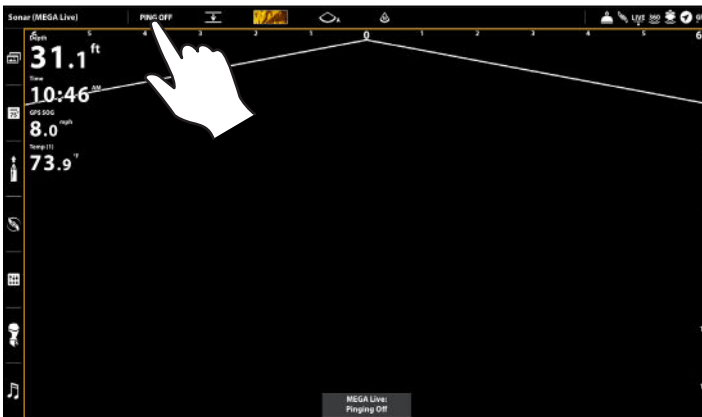 Sonar (MEGA Live) PING OFF LIVE 360
6 5 4 3 2 1 0 1 2 3 4 5 6
Depth
31.1 ft
Time
10:46 AM
GPS SOG
8.0 mph
Temp (1)
73.9 °F
75
MEGA Live:
Pinging Off